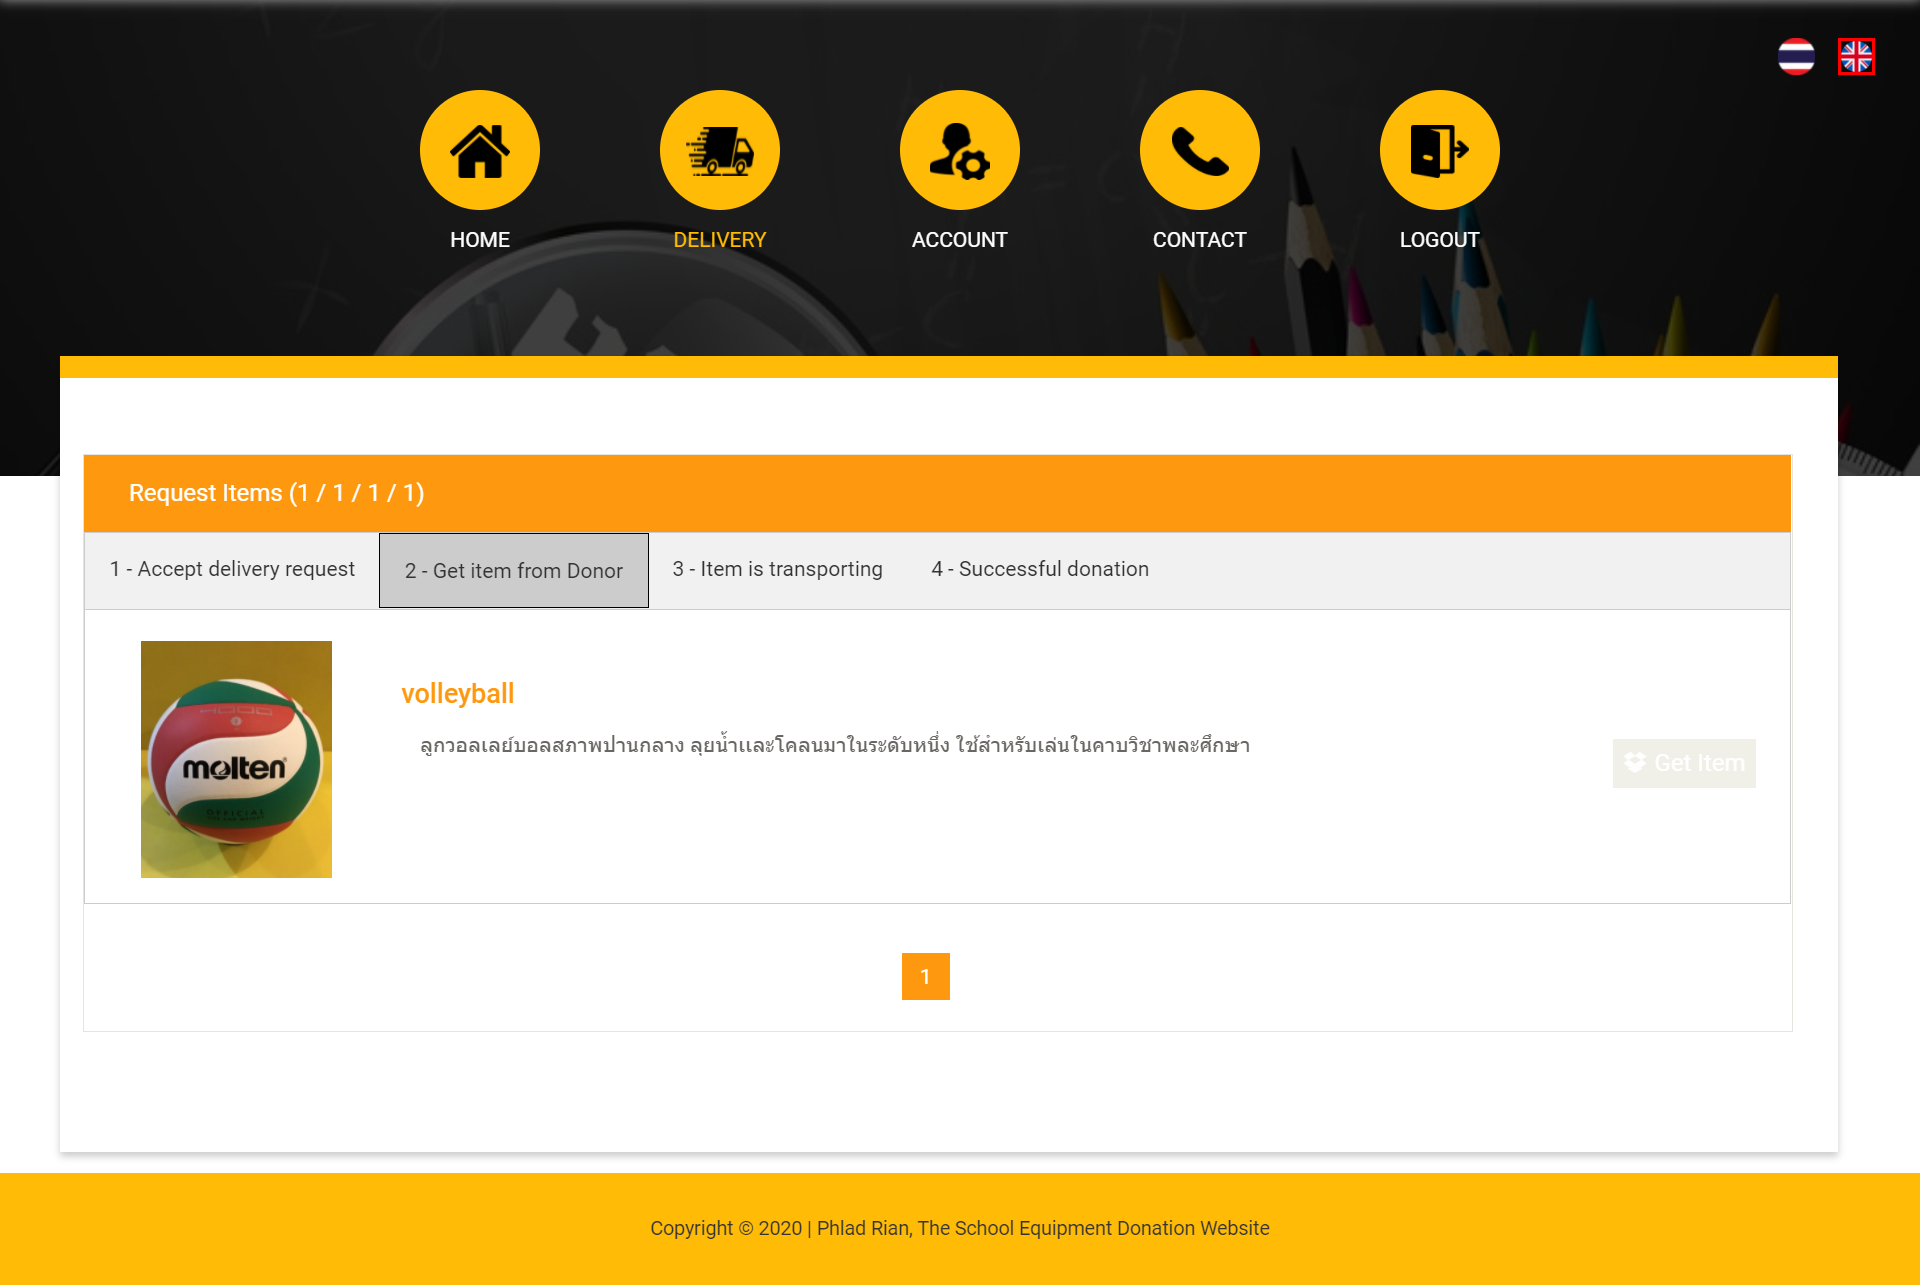 HOME
DELIVERY
ACCOUNT
CONTACT
LOGOUT
Request Items (1 / 1 / 1 / 1)
1 - Accept delivery request
2 - Get item from Donor
3 - Item is transporting
4 - Successful donation
volleyball
ลูกวอลเลย์บอลสภาพปานกลาง ลุยน้ำและโคลนมาในระดับหนึ่ง ใช้สำหรับเล่นในคาบวิชาพละศึกษา
Get Item
4000
molten
OFFICIAL
1
Copyright © 2020 | Phlad Rian, The School Equipment Donation Website